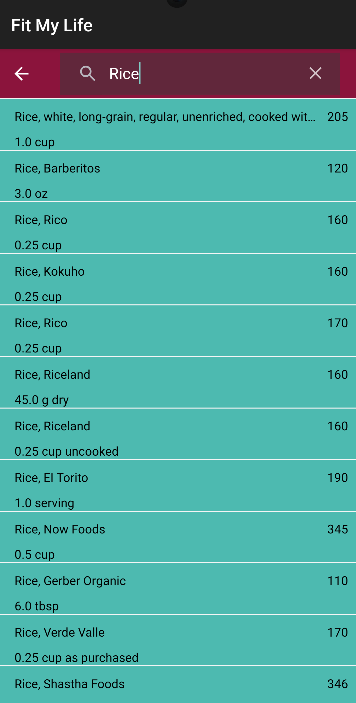 Fit My Life
Rice
Rice, white, long-grain, regular, unenriched, cooked wit... 205
1.0 cup
Rice, Barberitos 120
3.0 oz
Rice, Rico 160
0.25 cup
Rice, Kokuho 160
0.25 cup
Rice, Rico 170
0.25 cup
Rice, Riceland 160
45.0 g dry
Rice, Riceland 160
0.25 cup uncooked
Rice, El Torito 190
1.0 serving
Rice, Now Foods 345
0.5 cup
Rice, Gerber Organic 110
6.0 tbsp
Rice, Verde Valle 170
0.25 cup as purchased
Rice, Shastha Foods 346